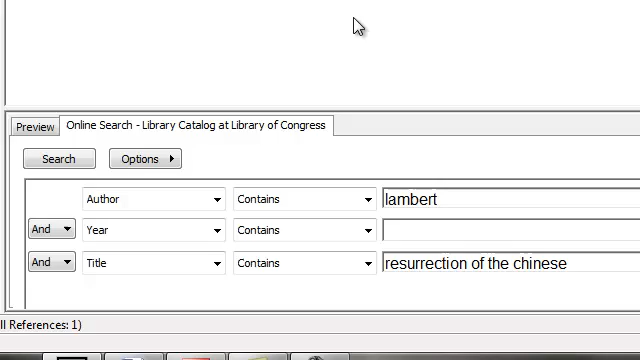 Preview Online Search - Library Catalog at Library of Congress
Search Options
Author Contains lambert
And Year Contains
And Title Contains resurrection of the chinese
ll References: 1)